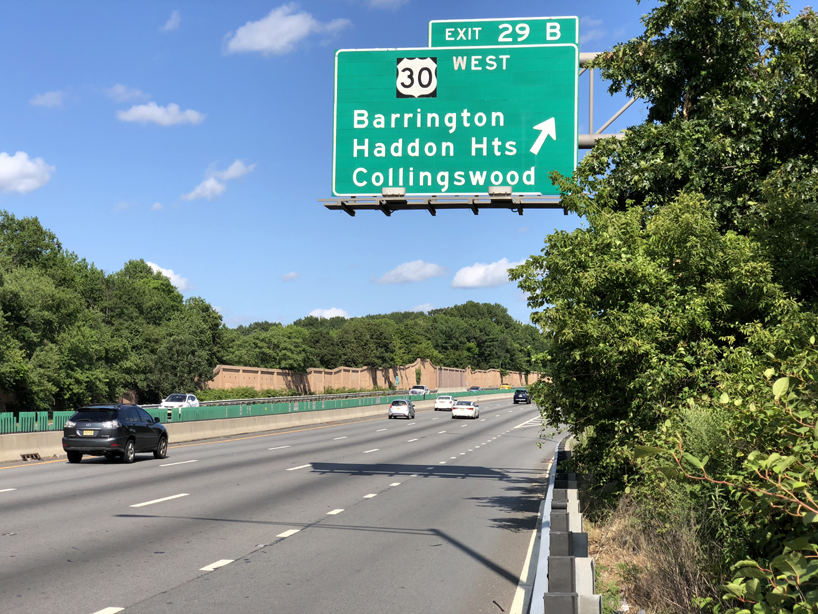 EXIT 29 B
30 WEST
Barrington
Haddon Hts
Collingswood